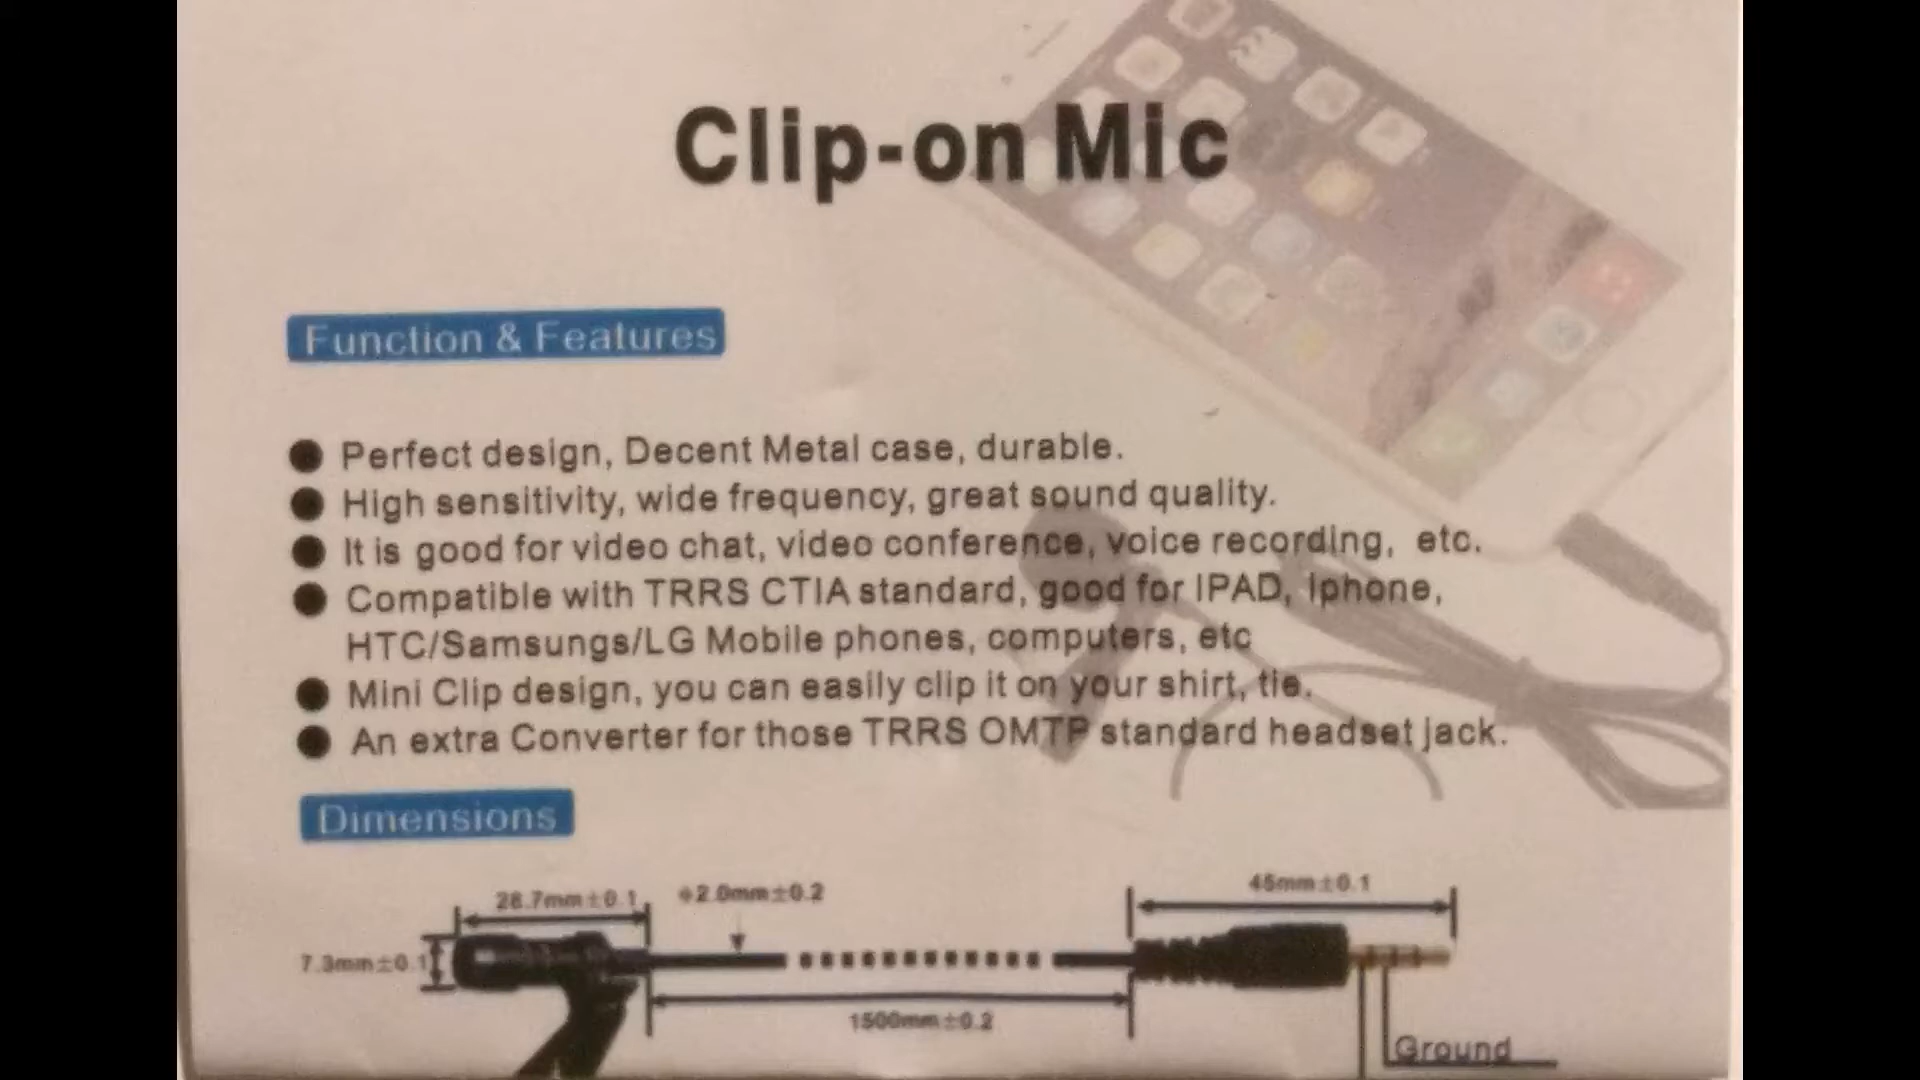 Clip-on Mic
Function & Features
● Perfect design, Decent Metal case, durable.
● High sensitivity, wide frequency, great sound quality.
● It is good for video chat, video conference, voice recording, etc.
● Compatible with TRRS CTIA standard, good for IPAD, Iphone,
HTC/Samsungs/LG Mobile phones, computers, etc
● Mini Clip design, you can easily clip it on your shirt, tie.
● An extra Converter for those TRRS OMTP standard headset jack.
Dimensions
28.7mm±0.1
⌀2.0mm±0.2
45mm±0.1
7.3mm±0.1
1500mm±0.2
Ground